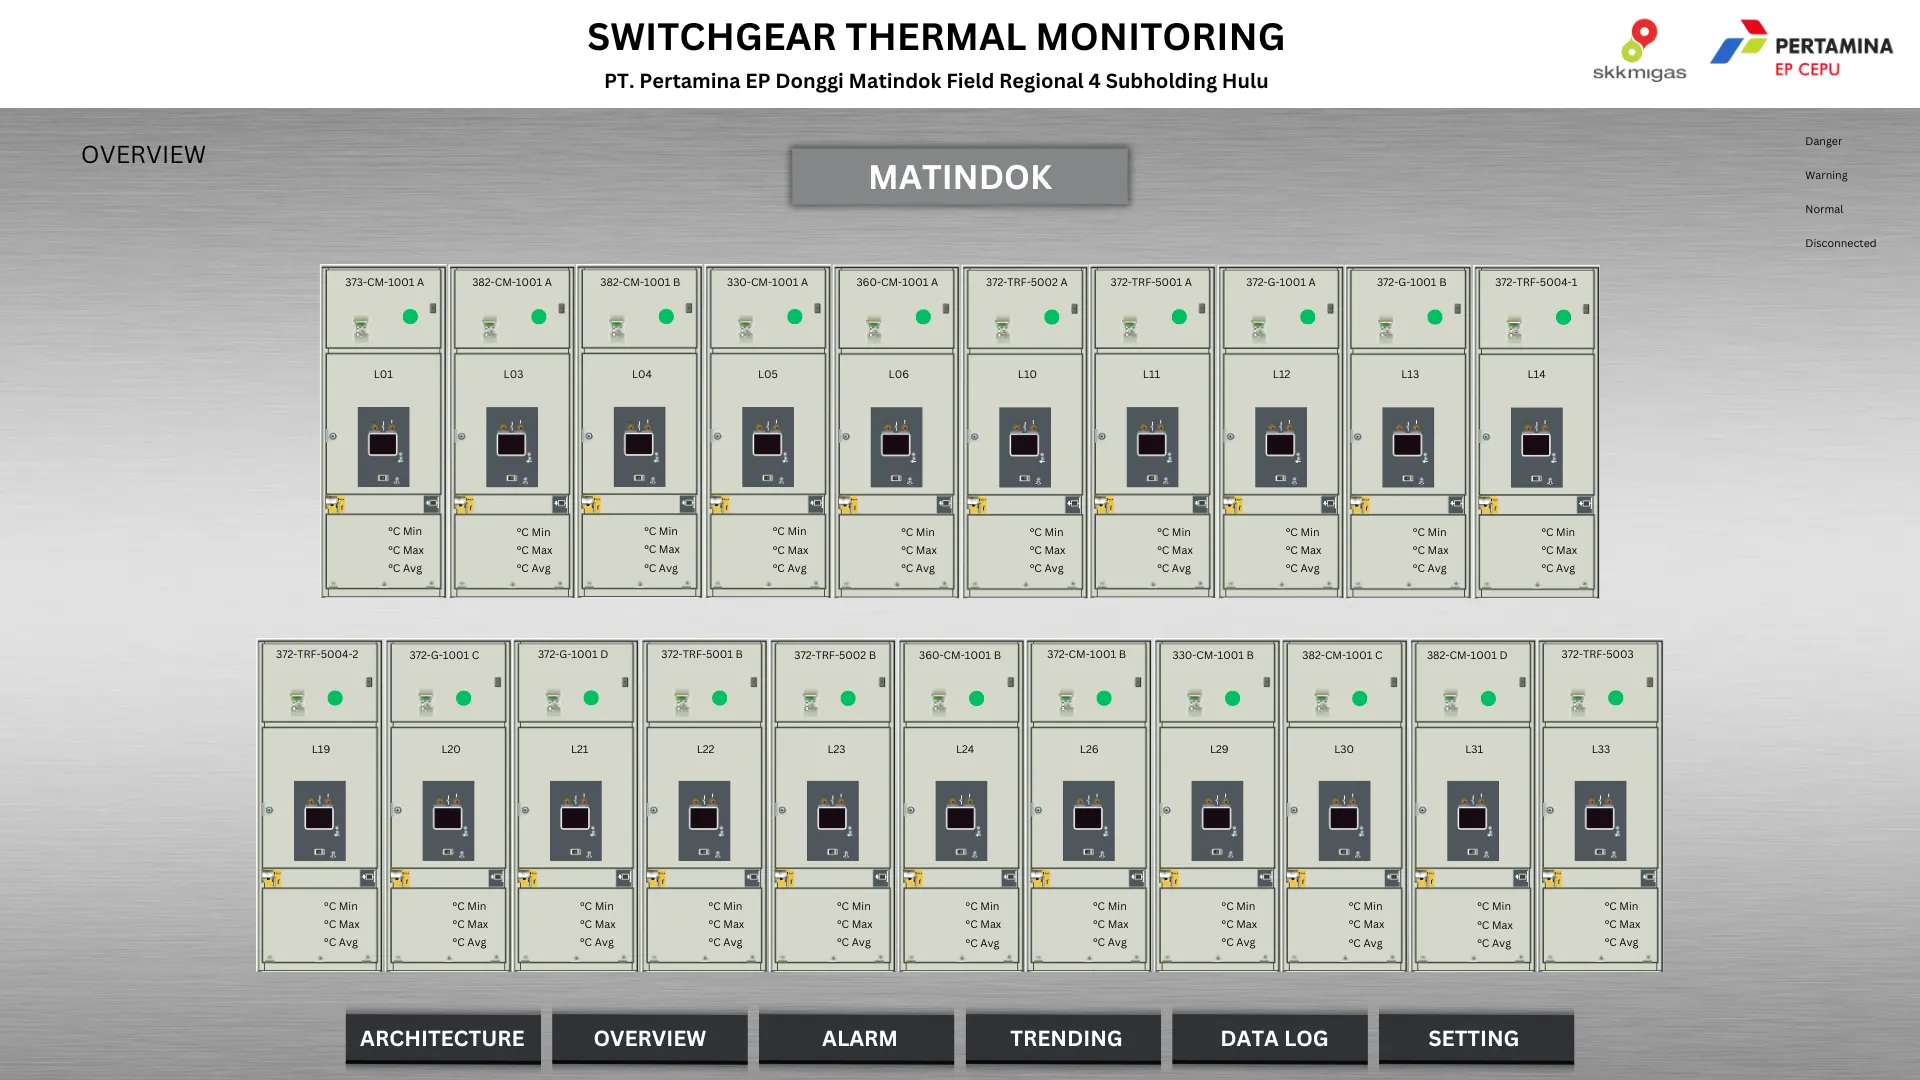 SWITCHGEAR THERMAL MONITORING
PT. Pertamina EP Donggi Matindok Field Regional 4 Subholding Hulu
skkmigas
PERTAMINA
EP CEPU
OVERVIEW
MATINDOK
Danger
Warning
Normal
Disconnected
373-CM-1001 A 382-CM-1001 A 382-CM-1001 B 330-CM-1001 A 360-CM-1001 A 372-TRF-5002 A 372-TRF-5001 A 372-G-1001 A 372-G-1001 B 372-TRF-5004-1
L01 L03 L04 L05 L06 L10 L11 L12 L13 L14
°C Min °C Min °C Min °C Min °C Min °C Min °C Min °C Min °C Min °C Min
°C Max °C Max °C Max °C Max °C Max °C Max °C Max °C Max °C Max °C Max
°C Avg °C Avg °C Avg °C Avg °C Avg °C Avg °C Avg °C Avg °C Avg °C Avg
372-TRF-5004-2 372-G-1001 C 372-G-1001 D 372-TRF-5001 B 372-TRF-5002 B 360-CM-1001 B 372-CM-1001 B 330-CM-1001 B 382-CM-1001 C 382-CM-1001 D 372-TRF-5003
L19 L20 L21 L22 L23 L24 L26 L29 L30 L31 L33
°C Min °C Min °C Min °C Min °C Min °C Min °C Min °C Min °C Min °C Min °C Min
°C Max °C Max °C Max °C Max °C Max °C Max °C Max °C Max °C Max °C Max °C Max
°C Avg °C Avg °C Avg °C Avg °C Avg °C Avg °C Avg °C Avg °C Avg °C Avg °C Avg
ARCHITECTURE OVERVIEW ALARM TRENDING DATA LOG SETTING